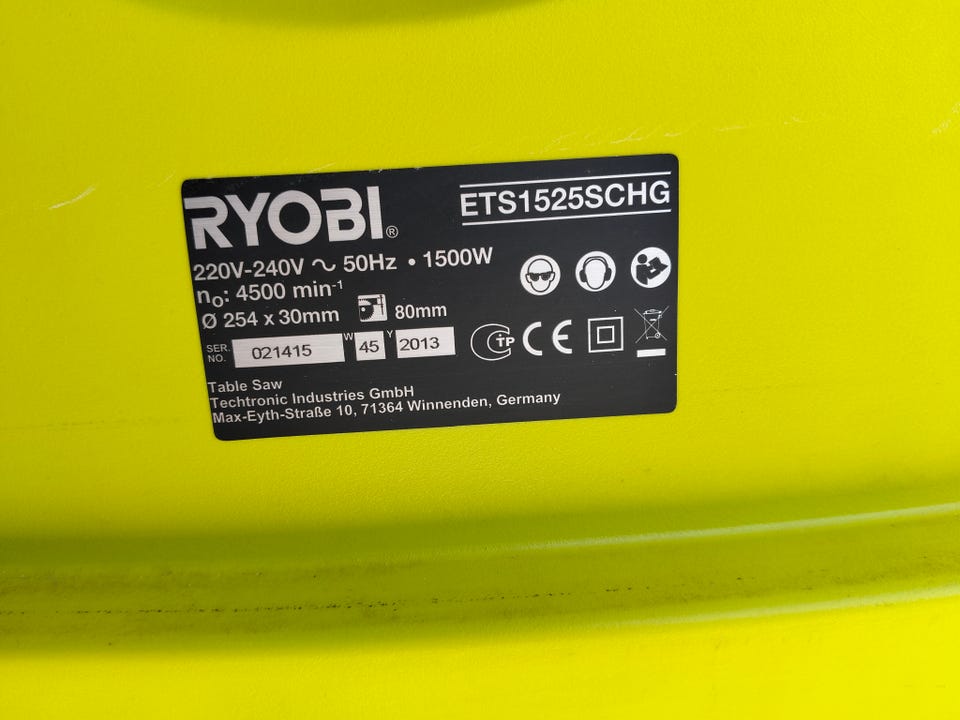 RYOBI®
ETS1525SCHG
220V-240V ~ 50Hz • 1500W
n₀: 4500 min⁻¹
Ø 254 x 30mm 80mm
SER. NO. 021415 W 45 Y 2013
CTP CE
Table Saw
Techtronic Industries GmbH
Max-Eyth-Straße 10, 71364 Winnenden, Germany